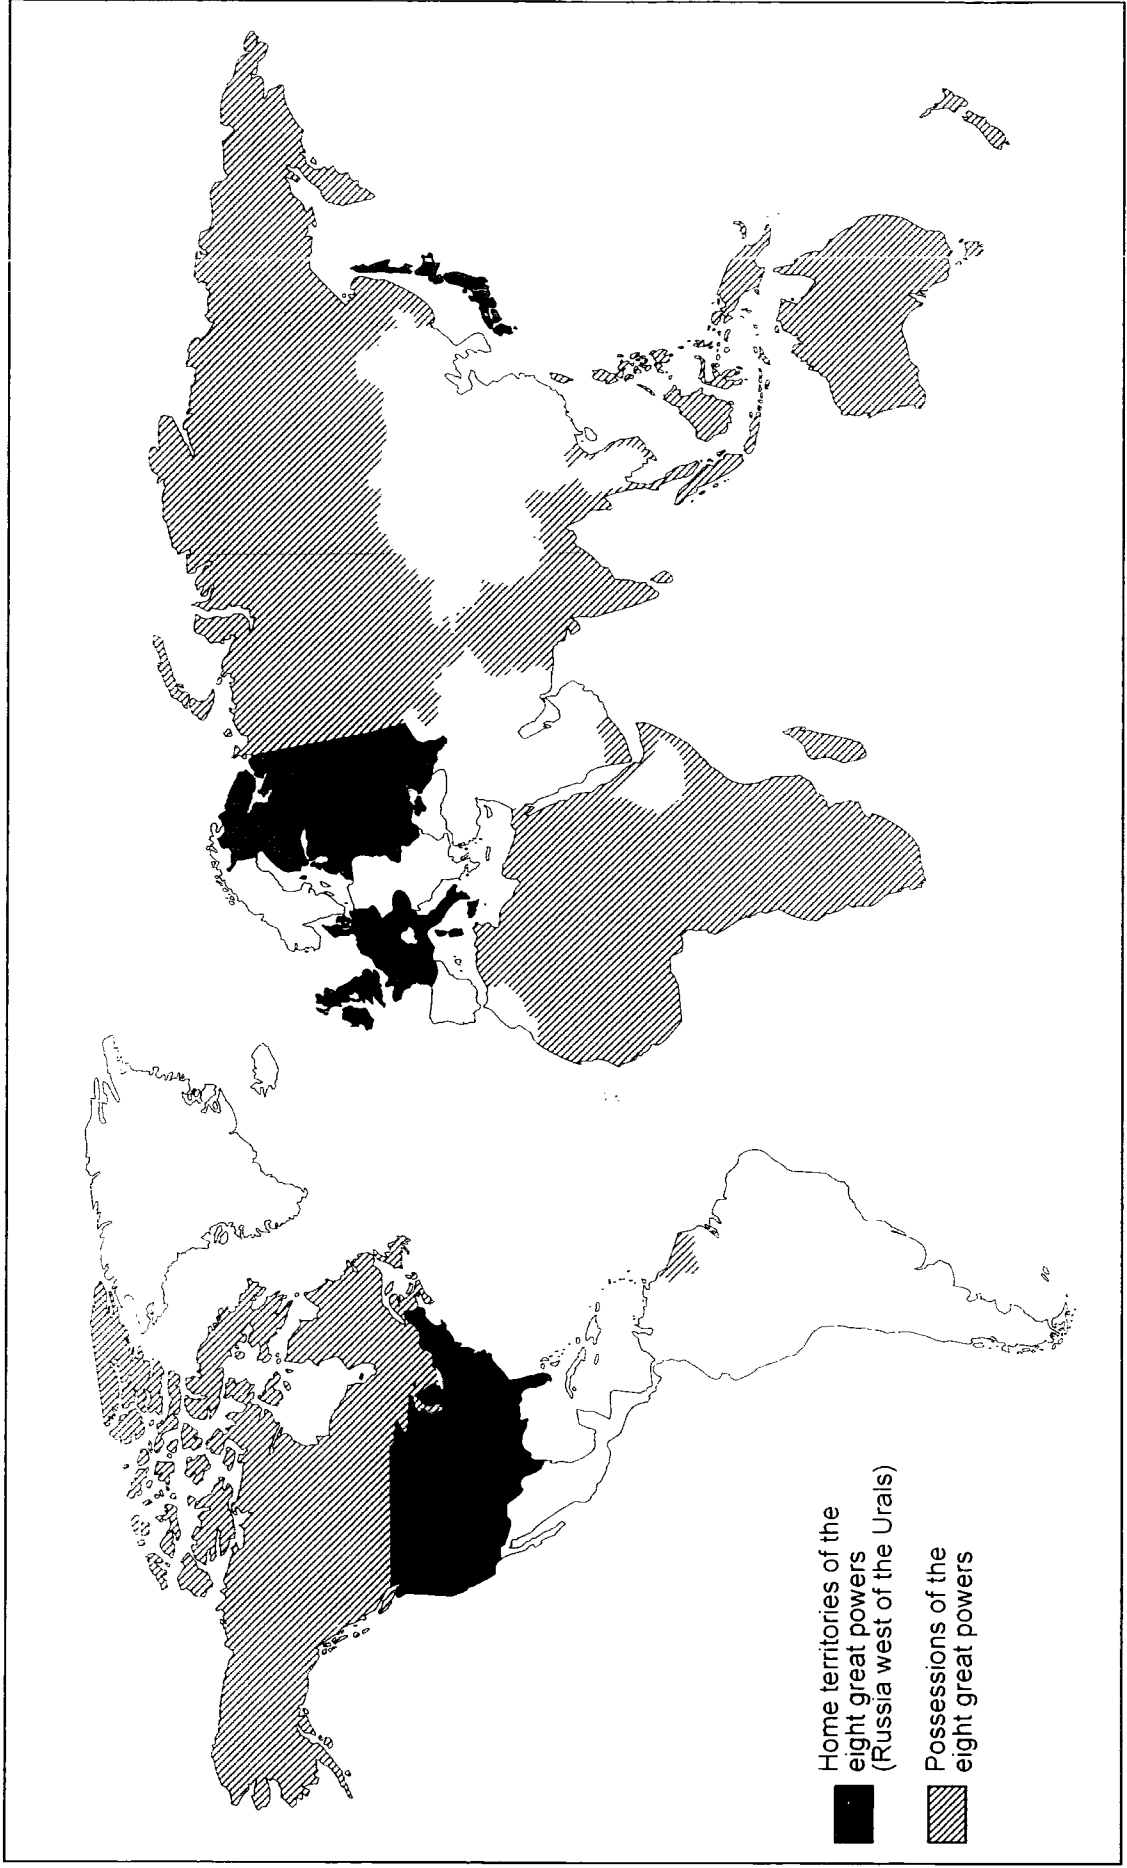 Home territories of the
eight great powers
(Russia west of the Urals)
Possessions of the
eight great powers